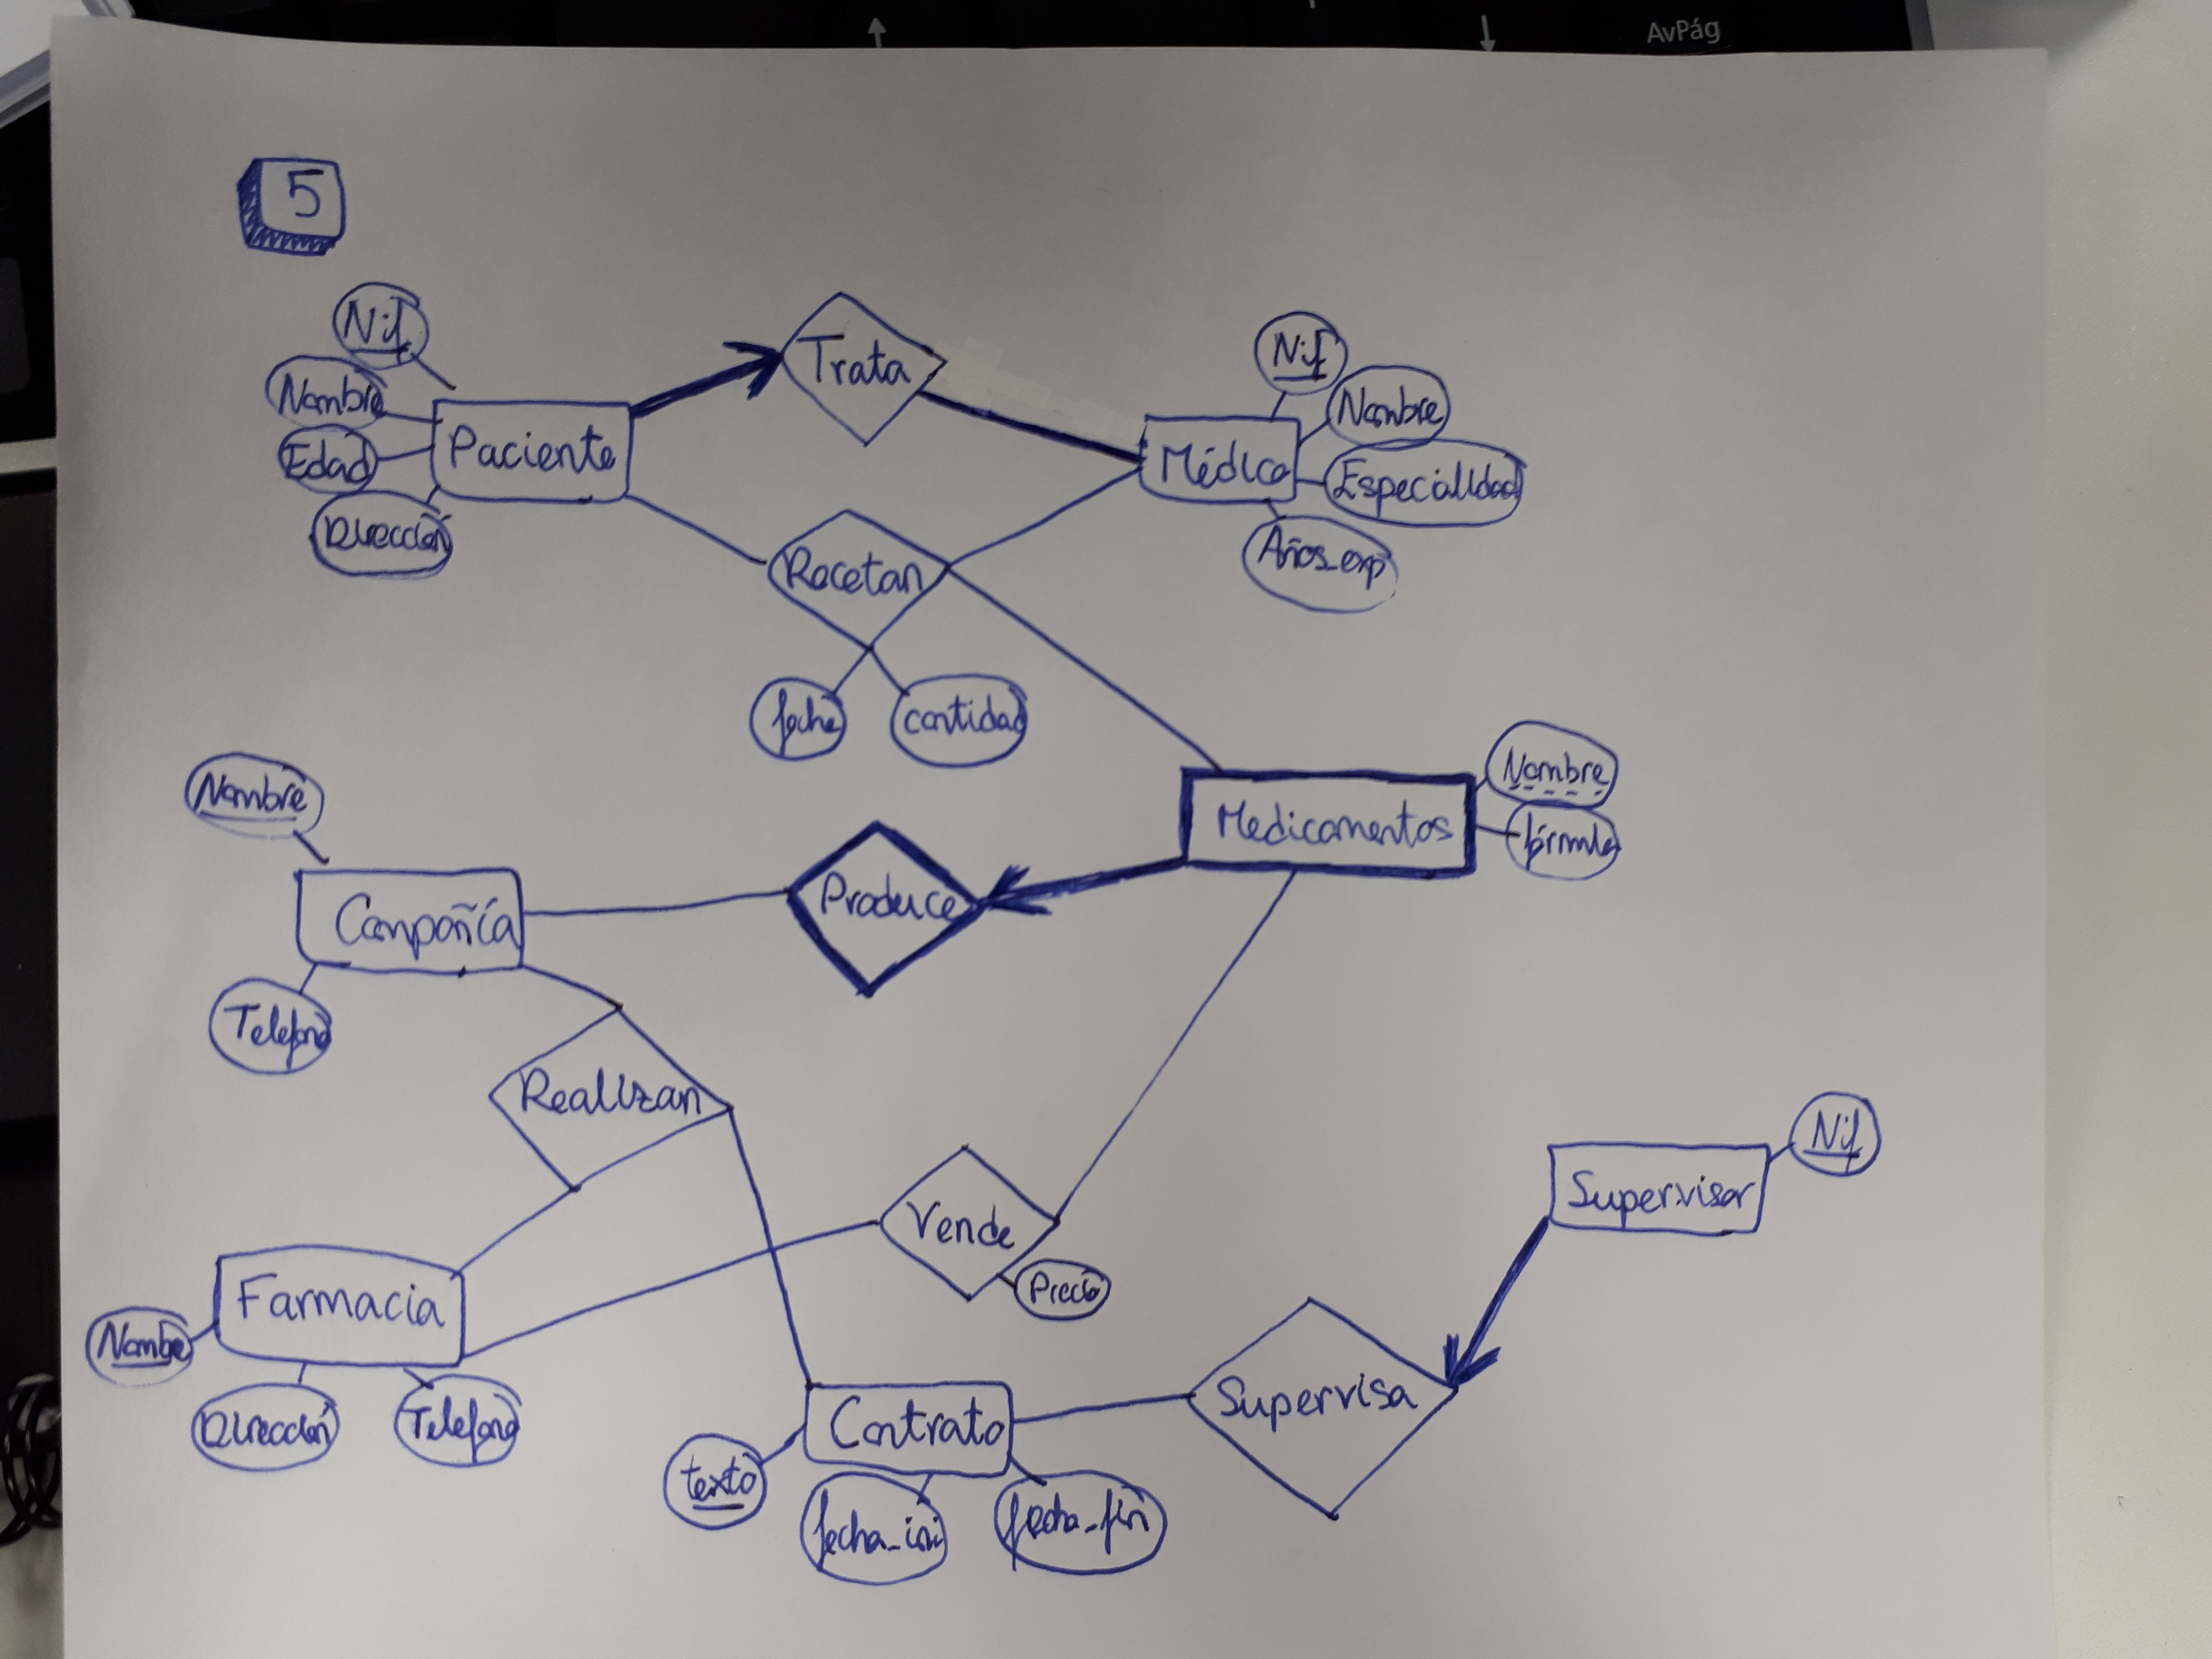 AvPág
5
Nif
Nombre
Edad
Dirección
Paciente
Trata
Médico
Nif
Nombre
Especialidad
Años_exp
Recetan
fecha
cantidad
Nombre
Compañía
Telefono
Produce
Medicamentos
Nombre
fórmula
Realizan
Vende
Precio
Supervisor
Nif
Farmacia
Nombre
Dirección
Telefono
Contrato
texto
fecha_ini
fecha_fin
Supervisa